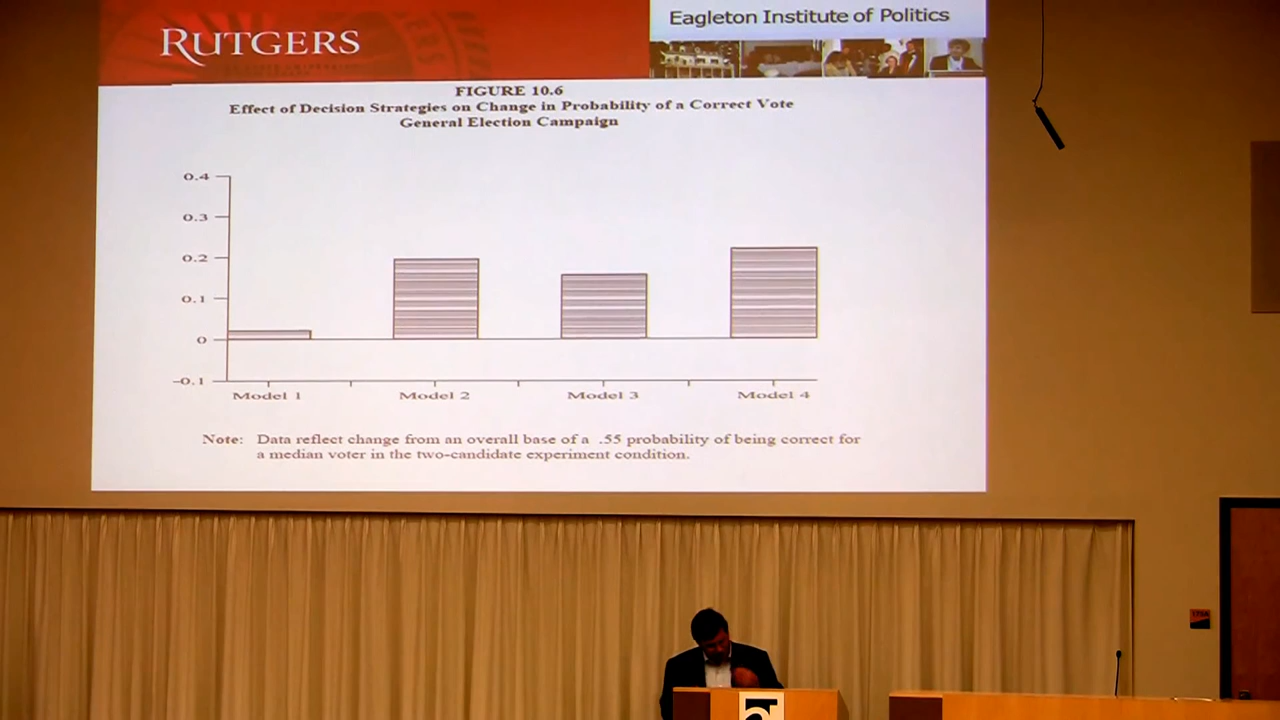 RUTGERS
Eagleton Institute of Politics
FIGURE 10.6
Effect of Decision Strategies on Change in Probability of a Correct Vote
General Election Campaign
0.4
0.3
0.2
0.1
0
-0.1
Model 1
Model 2
Model 3
Model 4
Note: Data reflect change from an overall base of a .55 probability of being correct for
a median voter in the two-candidate experiment condition.